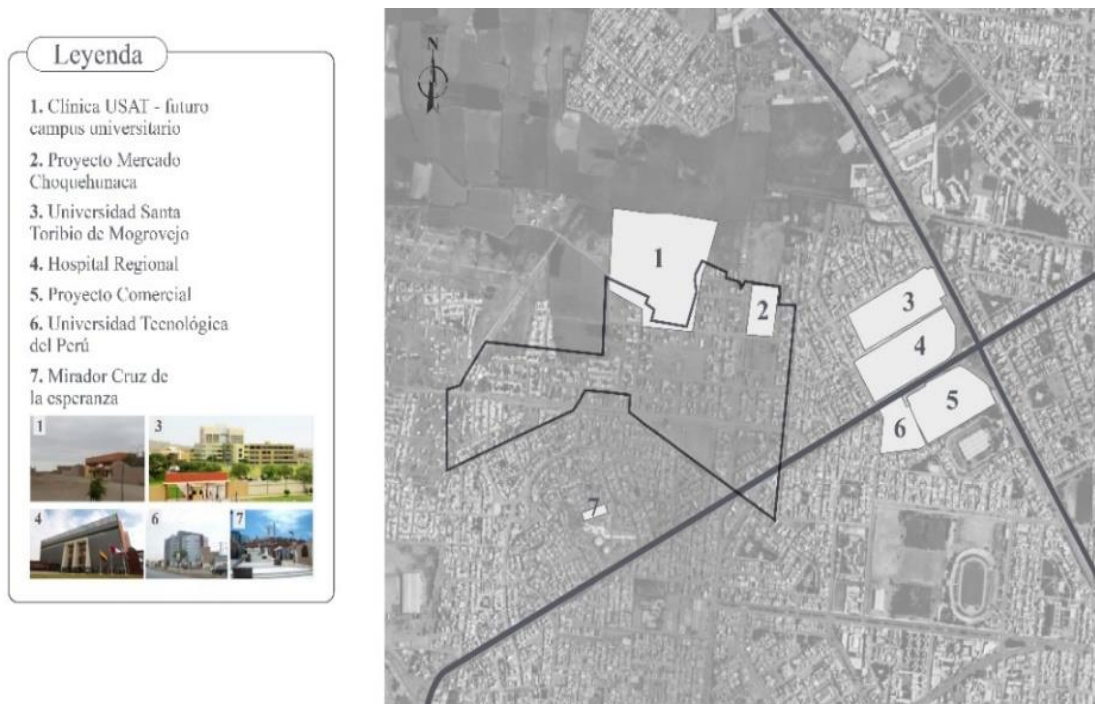 Leyenda
1. Clínica USAT - futuro
campus universitario
2. Proyecto Mercado
Choquehunaca
3. Universidad Santa
Toribio de Mogrovejo
4. Hospital Regional
5. Proyecto Comercial
6. Universidad Tecnológica
del Perú
7. Mirador Cruz de
la esperanza
1
3
4
6
7
N
1
2
3
4
5
6
7